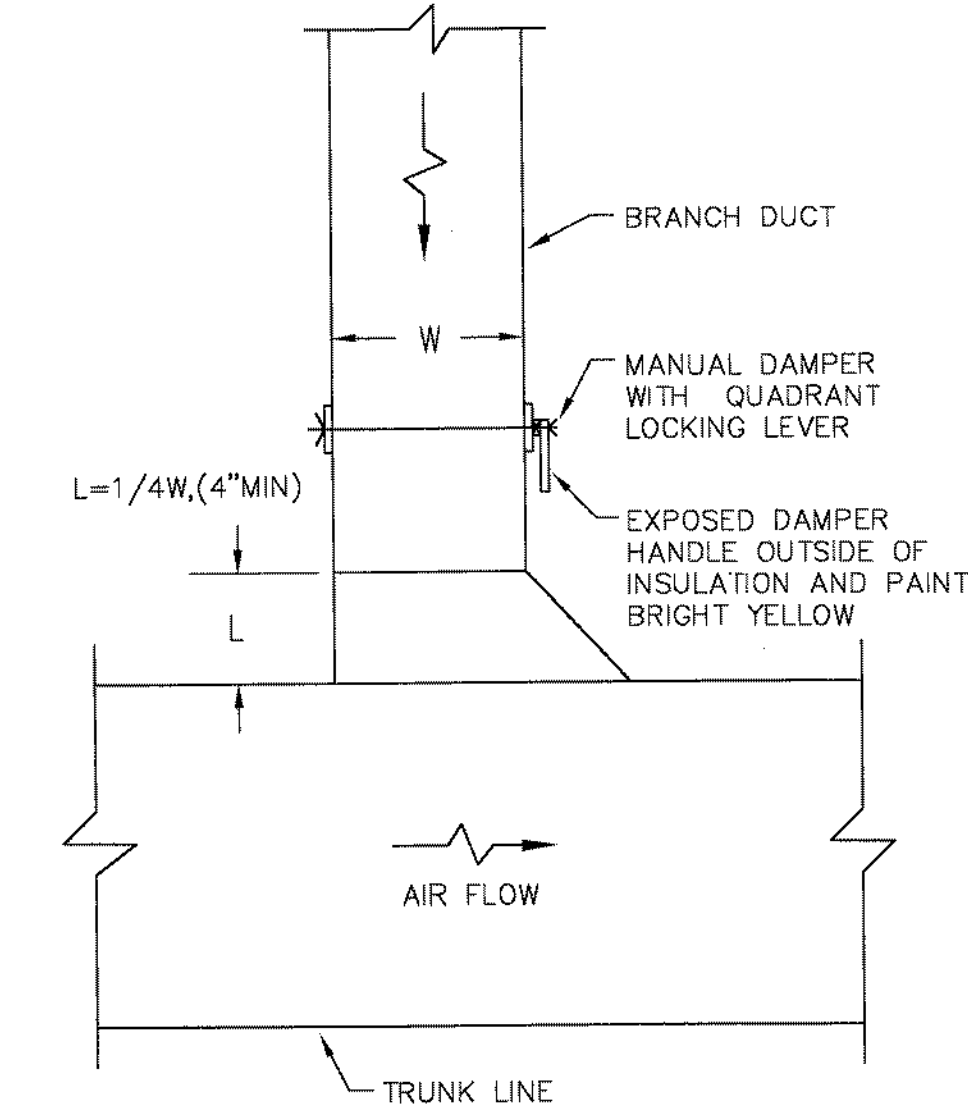 BRANCH DUCT
W
MANUAL DAMPER
WITH QUADRANT
LOCKING LEVER
L=1/4W,(4"MIN)
EXPOSED DAMPER
HANDLE OUTSIDE OF
INSULATION AND PAINT
BRIGHT YELLOW
L
AIR FLOW
TRUNK LINE